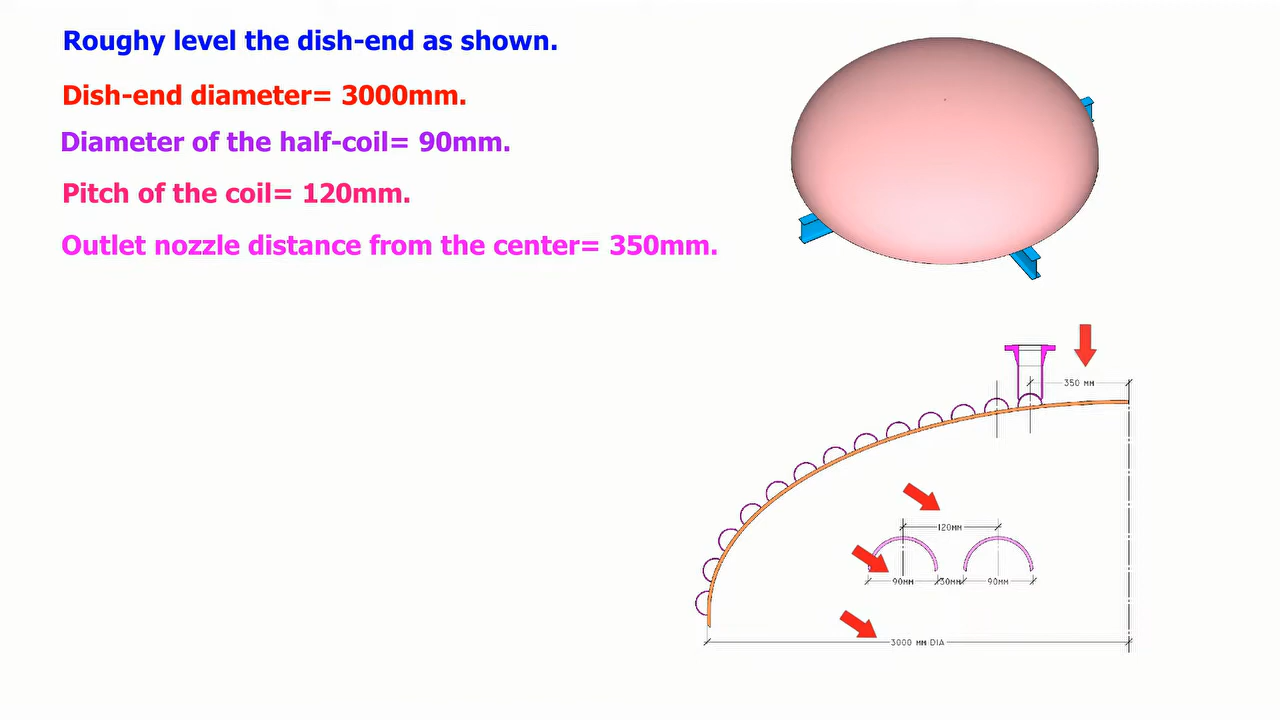 Roughy level the dish-end as shown.
Dish-end diameter= 3000mm.
Diameter of the half-coil= 90mm.
Pitch of the coil= 120mm.
Outlet nozzle distance from the center= 350mm.
350 MM
120MM
90MM 30MM 90MM
3000 MM DIA